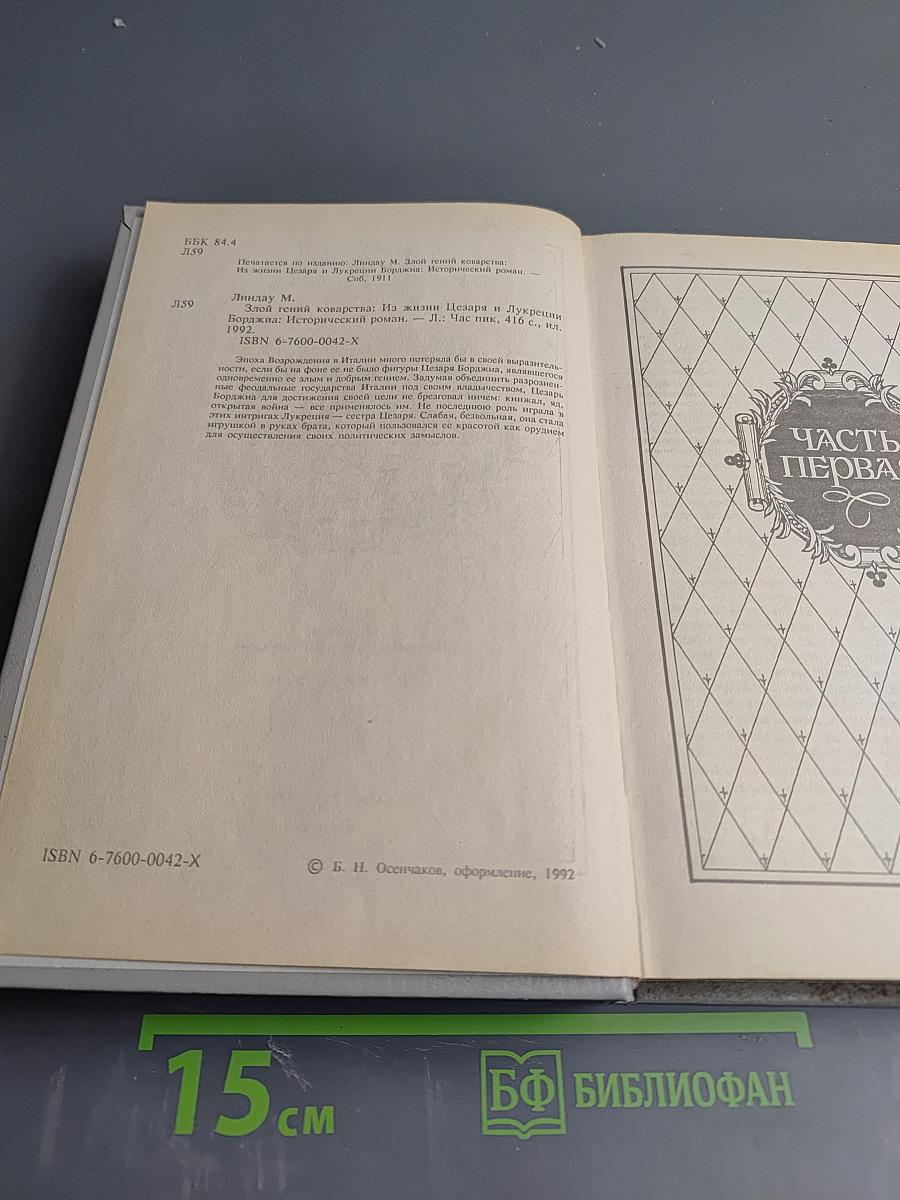 ББК 84.4
Л59
Печатается по изданию: Линдау М. Злой гений коварства:
Из жизни Цезаря и Лукреции Борджиа: Исторический роман. —
Спб, 1911
Линдау М.
Л59
Злой гений коварства: Из жизни Цезаря и Лукреции
Борджиа: Исторический роман. — Л.: Час пик, 416 с., ил.
1992.
ISBN 6-7600-0042-X
Эпоха Возрождения в Италии много потеряла бы в своей выразитель-
ности, если бы на фоне ее не было фигуры Цезаря Борджиа, являвшегося
одновременно ее злым и добрым гением. Задумав объединить разрознен-
ные феодальные государства Италии под своим владычеством, Цезарь
Борджиа для достижения своей цели не брезговал ничем: кинжал, яд,
открытая война — все применялось им. Не последнюю роль играла в
этих интригах Лукреция — сестра Цезаря. Слабая, безвольная, она стала
игрушкой в руках брата, который пользовался ее красотой как орудием
для осуществления своих политических замыслов.
ISBN 6-7600-0042-X
© Б. Н. Осенчаков, оформление, 1992
ЧАСТЬ
ПЕРВАЯ
15 см
БФ БИБЛИОФАН